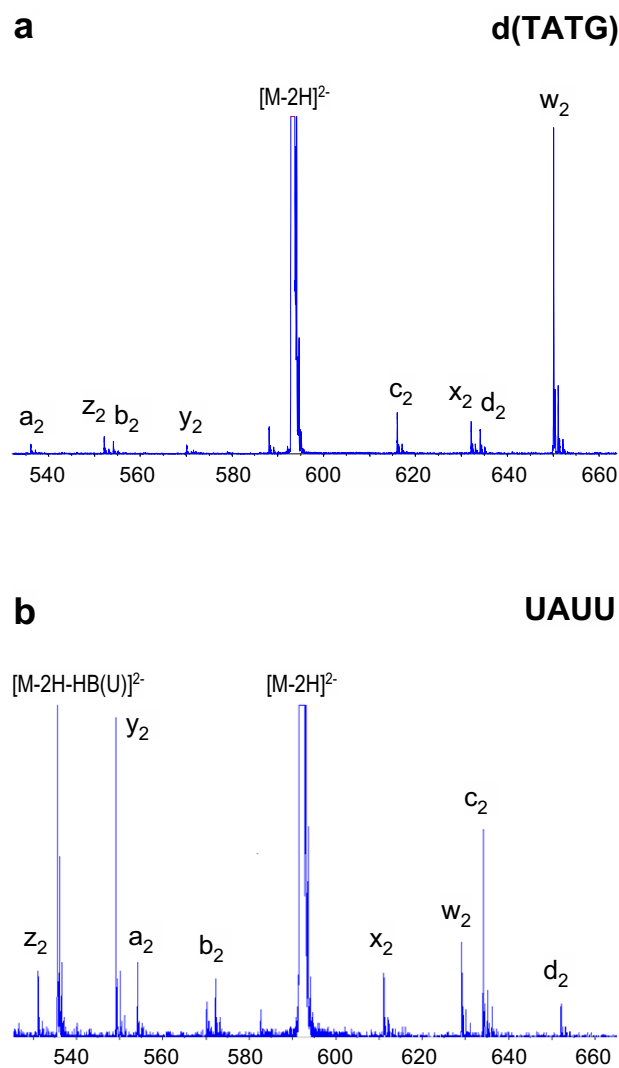 a
d(TATG)
[M-2H]²⁻
w₂
a₂
z₂
b₂
y₂
c₂
x₂
d₂
540 560 580 600 620 640 660
b
UAUU
[M-2H-HB(U)]²⁻
[M-2H]²⁻
y₂
c₂
z₂
a₂
b₂
x₂
w₂
d₂
540 560 580 600 620 640 660